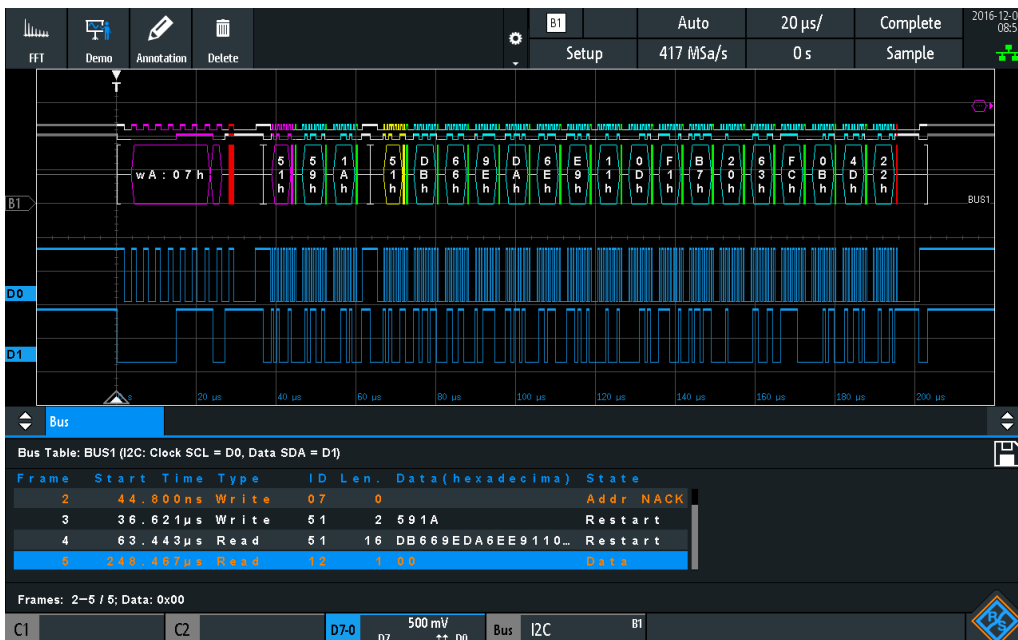 B1 Auto 20 µs/ Complete 2016-12-0
FFT Demo Annotation Delete Setup 417 MSa/s 0 s Sample 08:5
T
wA:07h 51h 59h 1Ah 51h DBh 66h 9Eh DAh 6Eh E9h 11h 0Dh F1h B7h 20h 63h FCh 0Bh 4Dh 22h
B1 BUS1
D0
D1
20 µs 40 µs 60 µs 80 µs 100 µs 120 µs 140 µs 160 µs 180 µs 200 µs
Bus
Bus Table: BUS1 (I2C: Clock SCL = D0, Data SDA = D1)
Frame Start Time Type ID Len. Data(hexadecima) State
2 44.800ns Write 07 0 Addr NACK
3 36.621µs Write 51 2 591A Restart
4 63.443µs Read 51 16 DB669EDA6EE9110… Restart
5 248.467µs Read 12 1 00 Data
Frames: 2–5 / 5; Data: 0x00
C1 C2 D7-0 500 mV Bus I2C B1
D7 D0
R&S